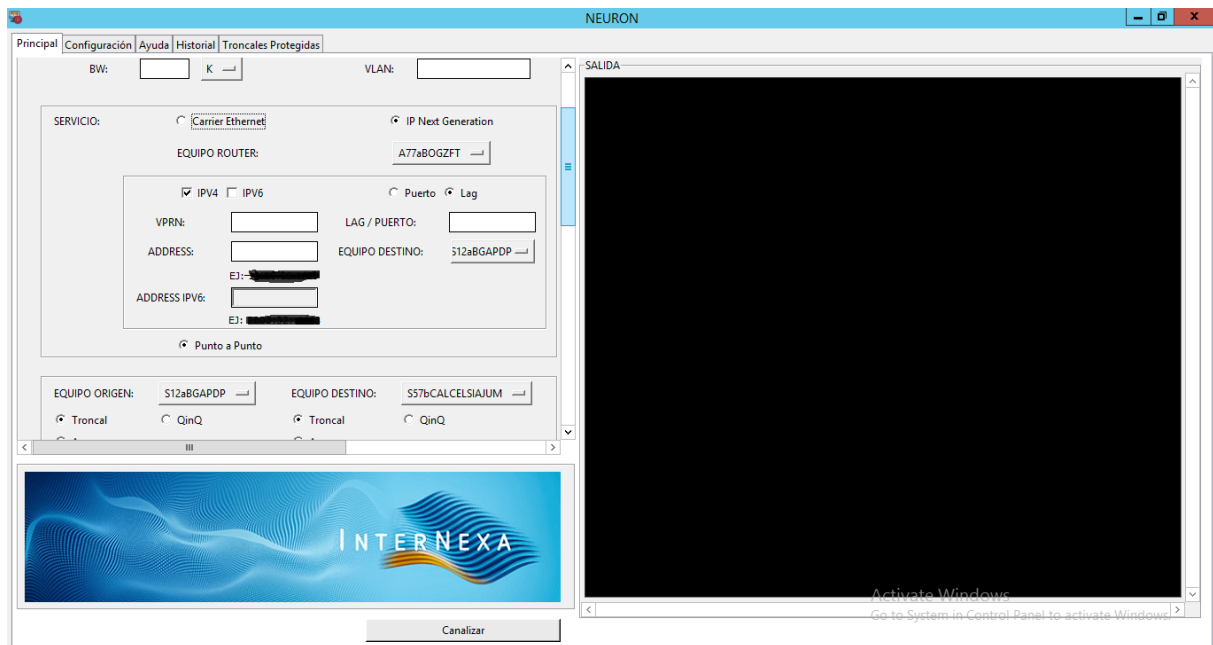 NEURON
Principal Configuración Ayuda Historial Troncales Protegidas
BW: K VLAN:
SALIDA
SERVICIO: Carrier Ethernet IP Next Generation
EQUIPO ROUTER: A77aBOGZFT
IPV4 IPV6 Puerto Lag
VPRN: LAG / PUERTO:
ADDRESS: EQUIPO DESTINO: S12aBGAPDP
EJ:
ADDRESS IPV6:
EJ:
Punto a Punto
EQUIPO ORIGEN: S12aBGAPDP EQUIPO DESTINO: S57bCALCELSIAJUM
Troncal QinQ Troncal QinQ
INTERNEXA
Activate Windows
Go to System in Control Panel to activate Windows.
Canalizar